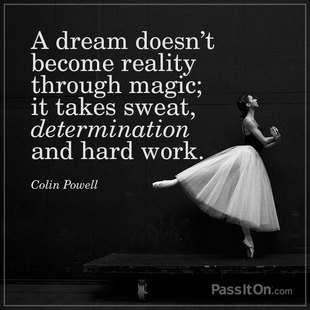 A dream doesn’t
become reality
through magic;
it takes sweat,
determination
and hard work.
Colin Powell
PassItOn.com